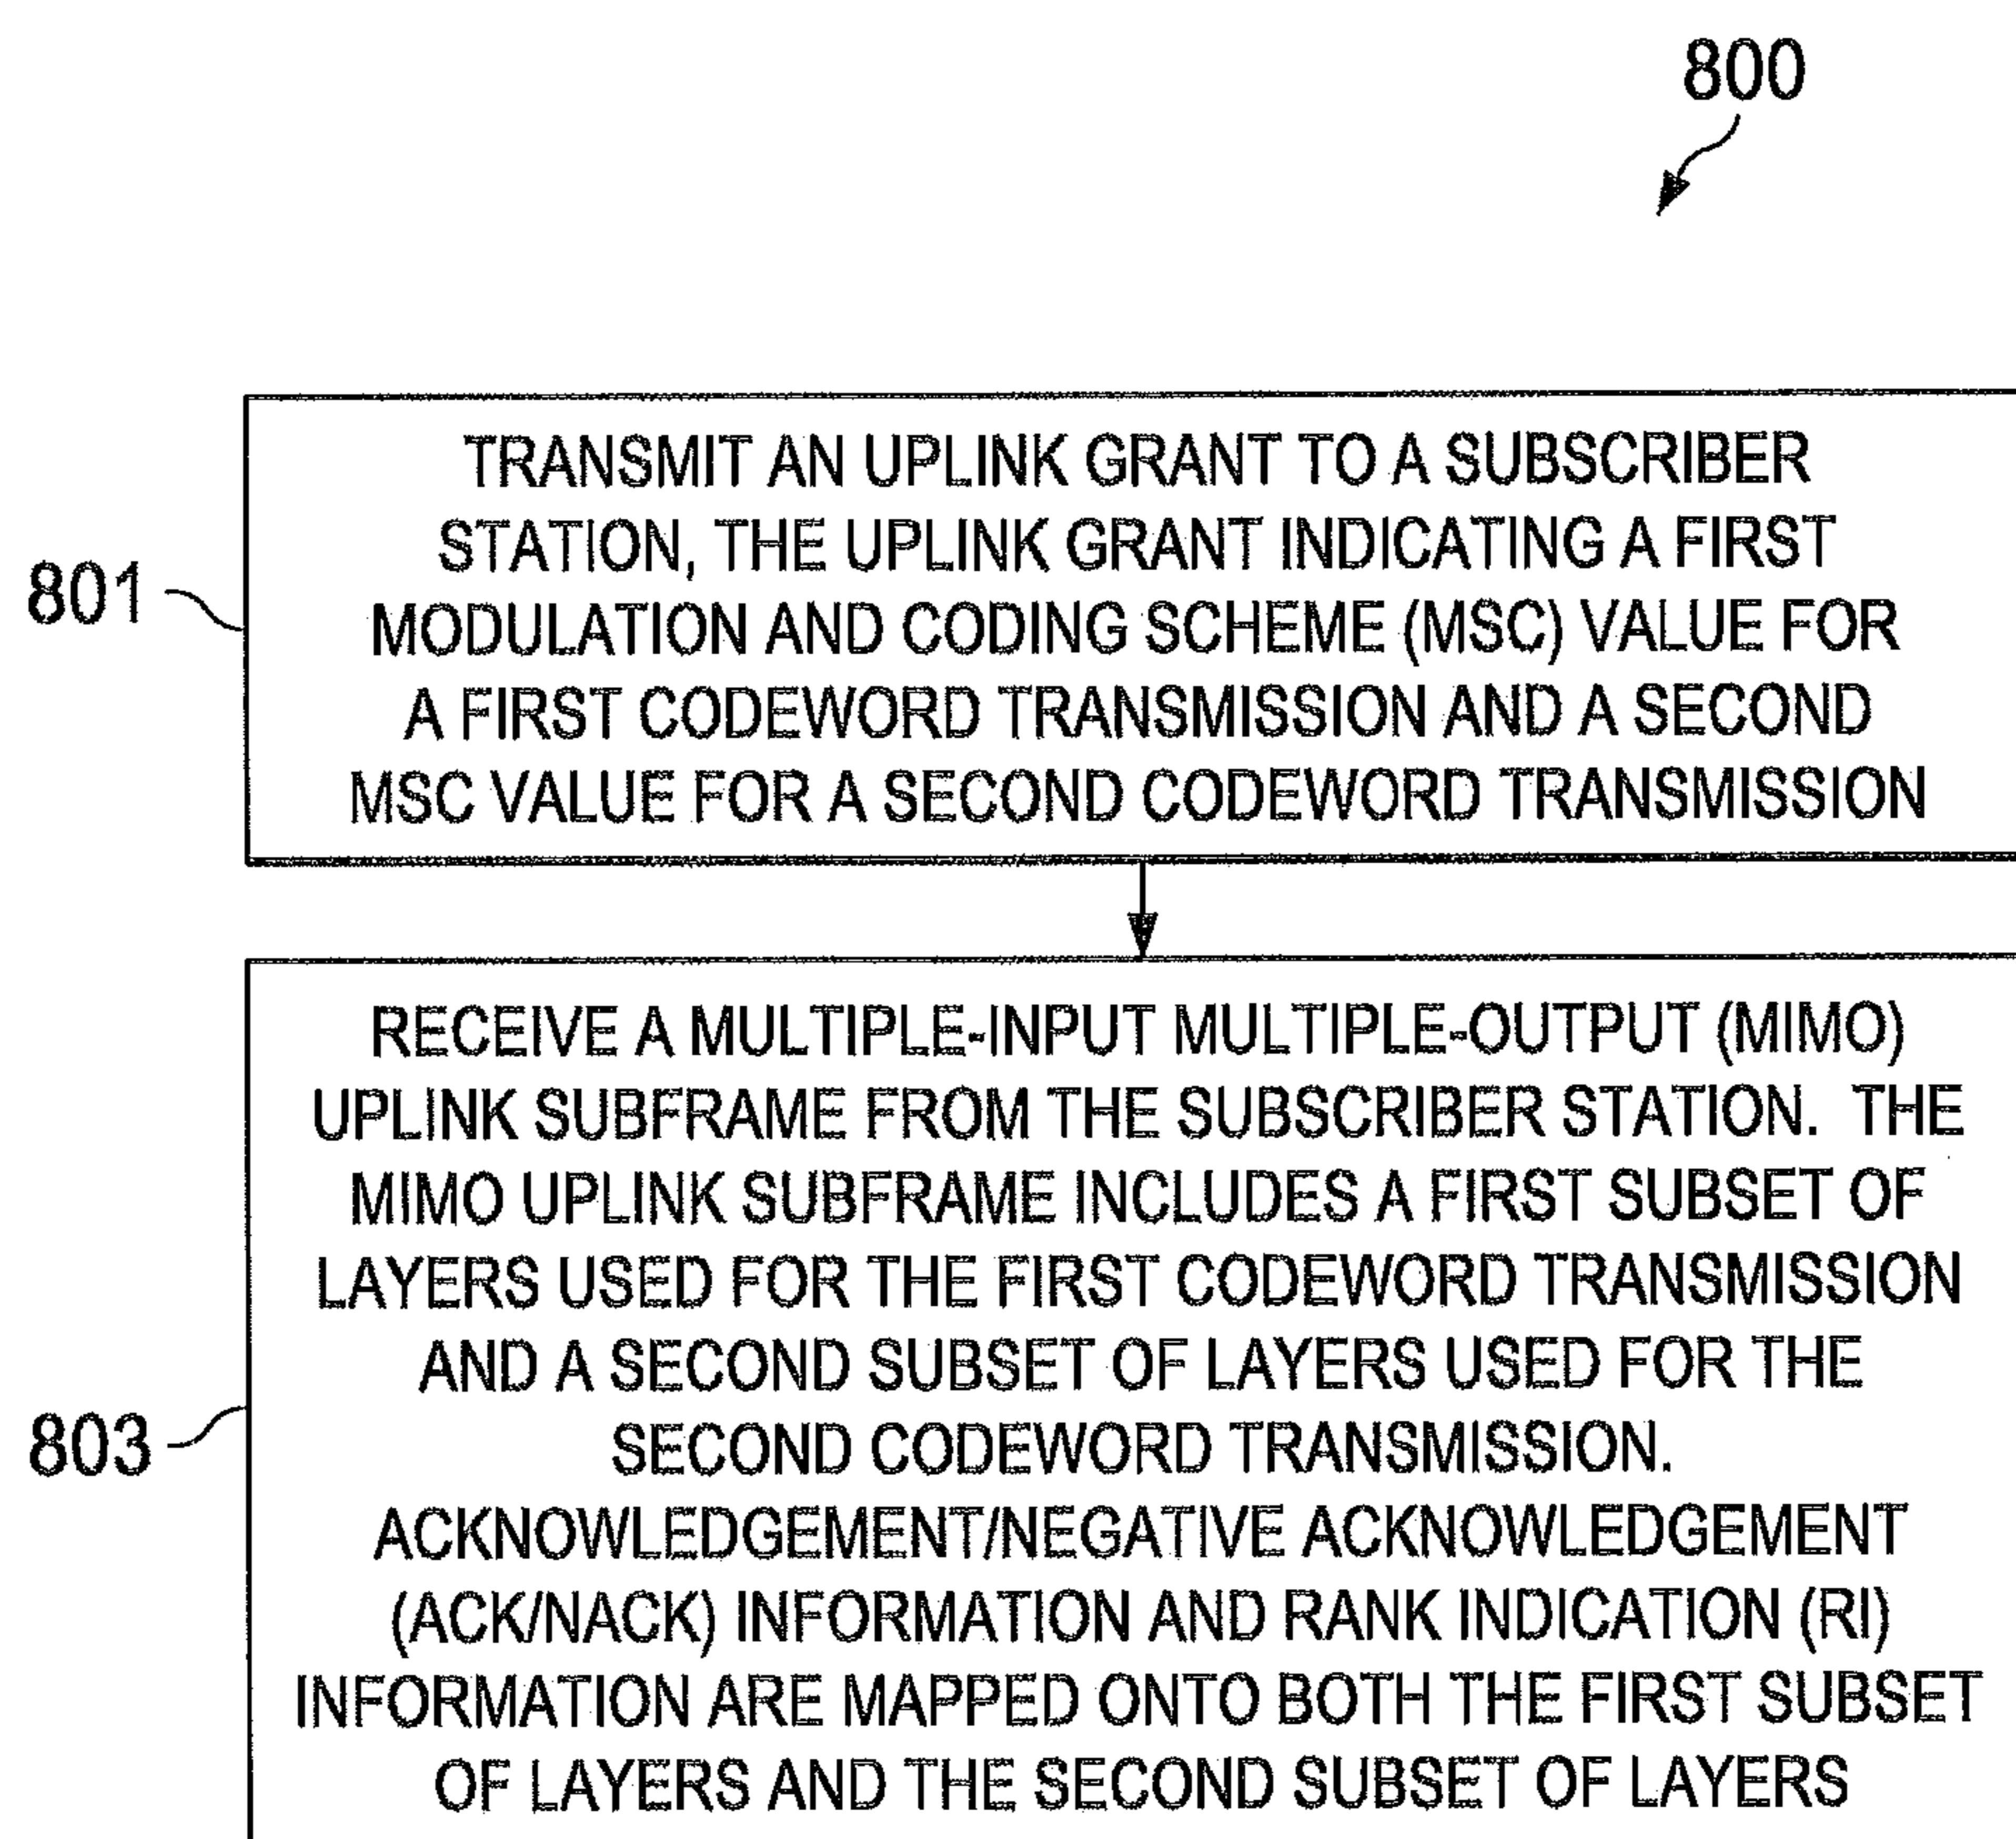 800
801
TRANSMIT AN UPLINK GRANT TO A SUBSCRIBER
STATION, THE UPLINK GRANT INDICATING A FIRST
MODULATION AND CODING SCHEME (MSC) VALUE FOR
A FIRST CODEWORD TRANSMISSION AND A SECOND
MSC VALUE FOR A SECOND CODEWORD TRANSMISSION
803
RECEIVE A MULTIPLE-INPUT MULTIPLE-OUTPUT (MIMO)
UPLINK SUBFRAME FROM THE SUBSCRIBER STATION. THE
MIMO UPLINK SUBFRAME INCLUDES A FIRST SUBSET OF
LAYERS USED FOR THE FIRST CODEWORD TRANSMISSION
AND A SECOND SUBSET OF LAYERS USED FOR THE
SECOND CODEWORD TRANSMISSION.
ACKNOWLEDGEMENT/NEGATIVE ACKNOWLEDGEMENT
(ACK/NACK) INFORMATION AND RANK INDICATION (RI)
INFORMATION ARE MAPPED ONTO BOTH THE FIRST SUBSET
OF LAYERS AND THE SECOND SUBSET OF LAYERS